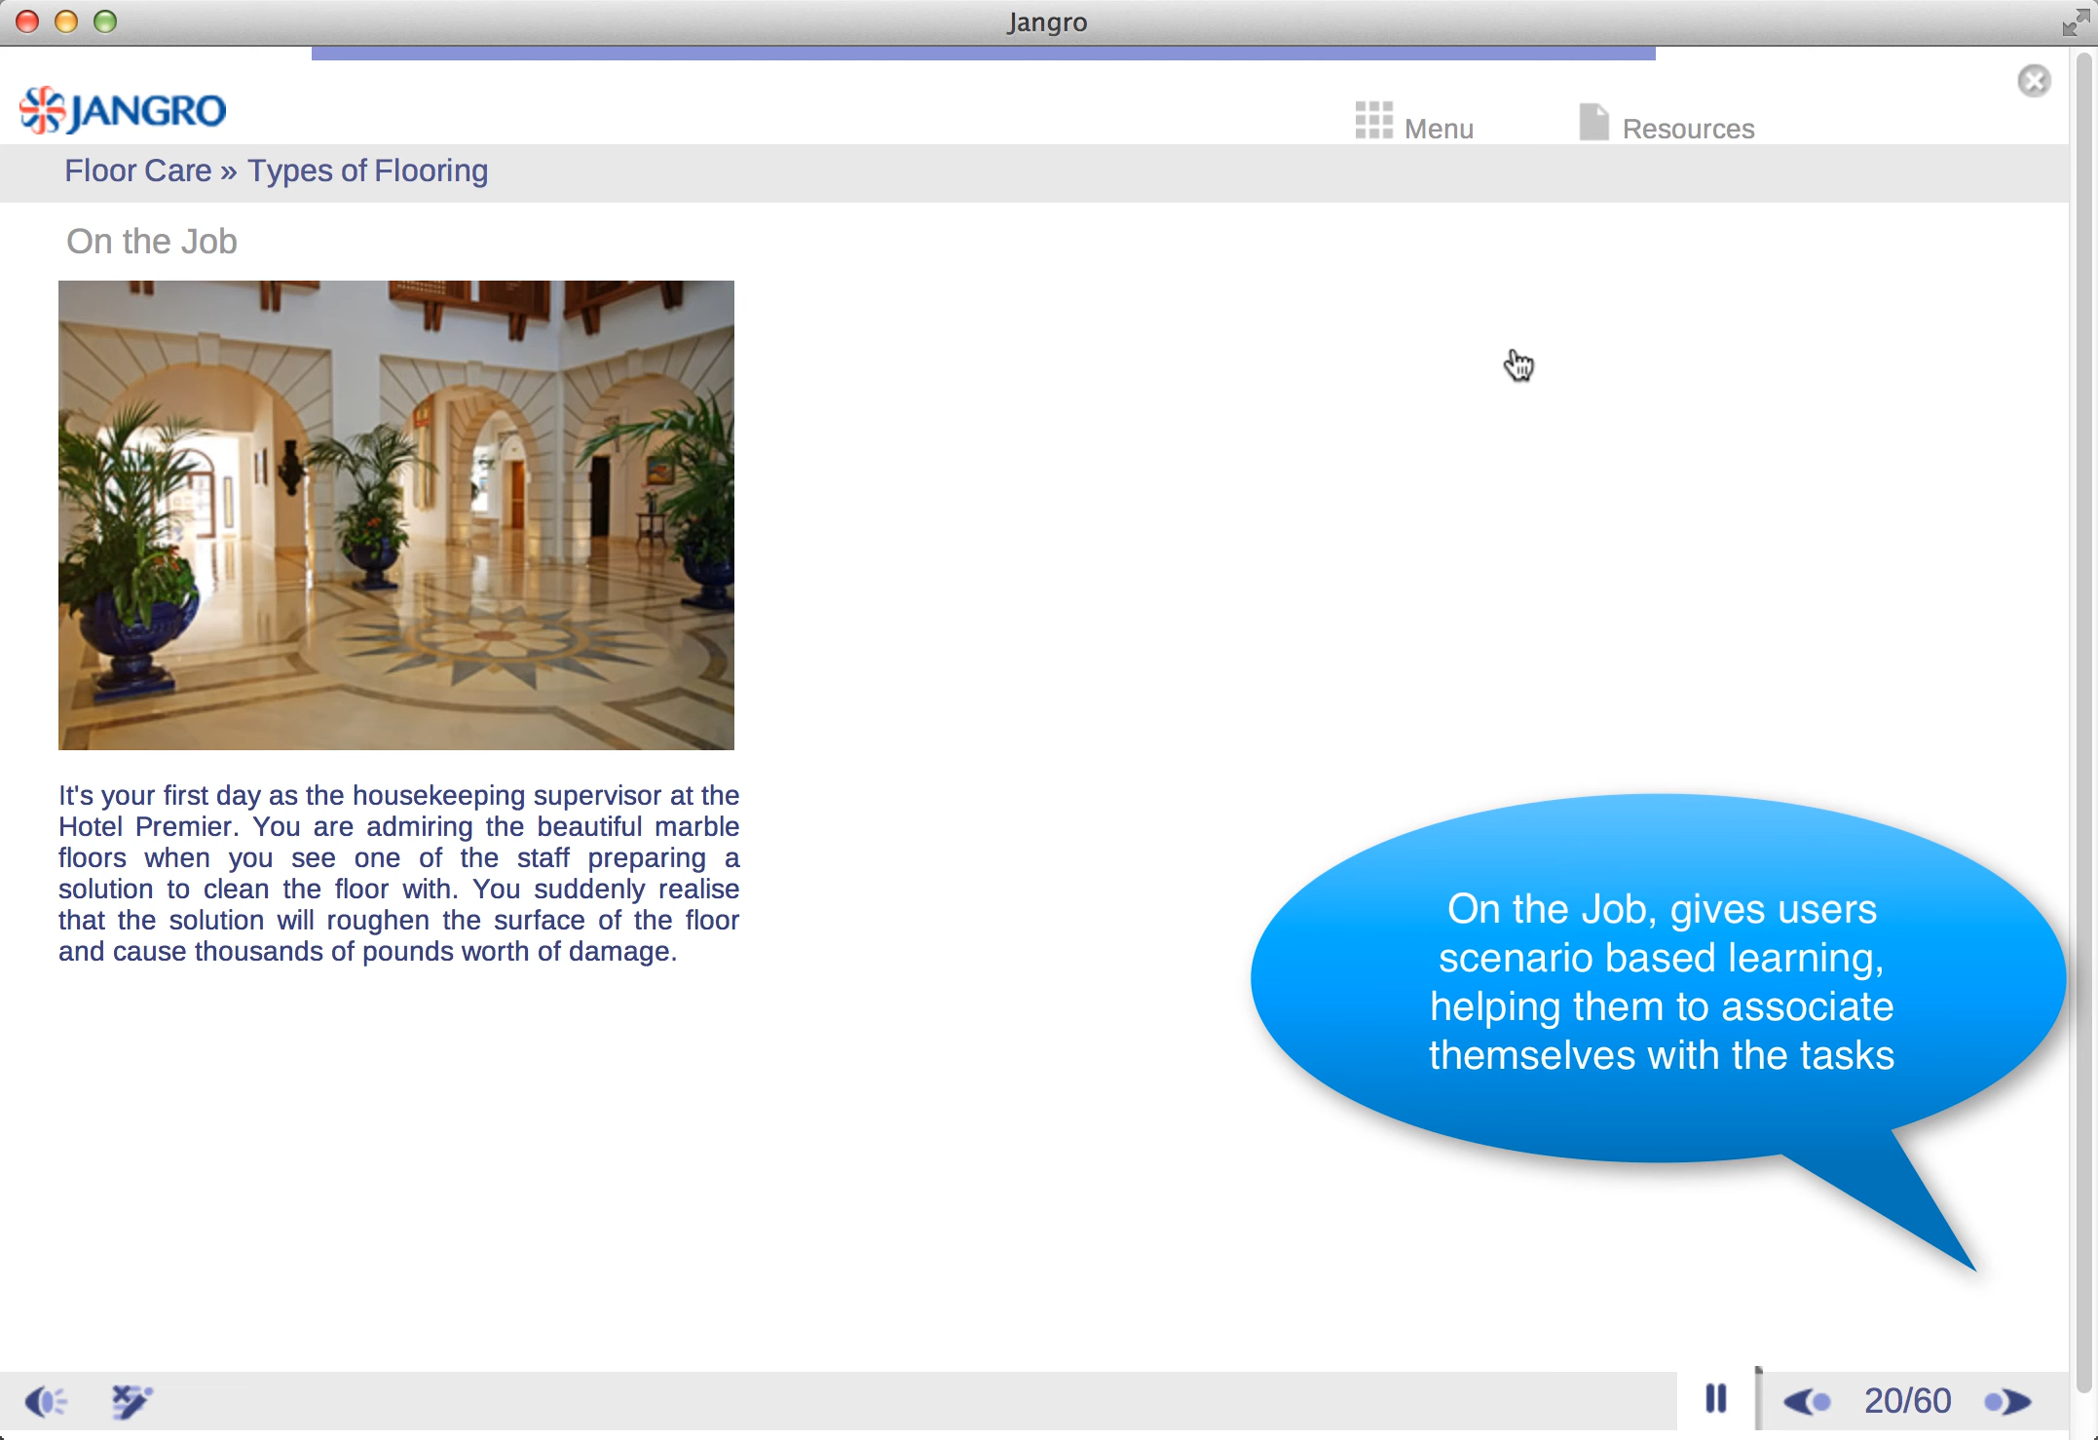 Jangro
JANGRO
Menu
Resources
Floor Care » Types of Flooring
On the Job
It's your first day as the housekeeping supervisor at the
Hotel Premier. You are admiring the beautiful marble
floors when you see one of the staff preparing a
solution to clean the floor with. You suddenly realise
that the solution will roughen the surface of the floor
and cause thousands of pounds worth of damage.
On the Job, gives users
scenario based learning,
helping them to associate
themselves with the tasks
20/60